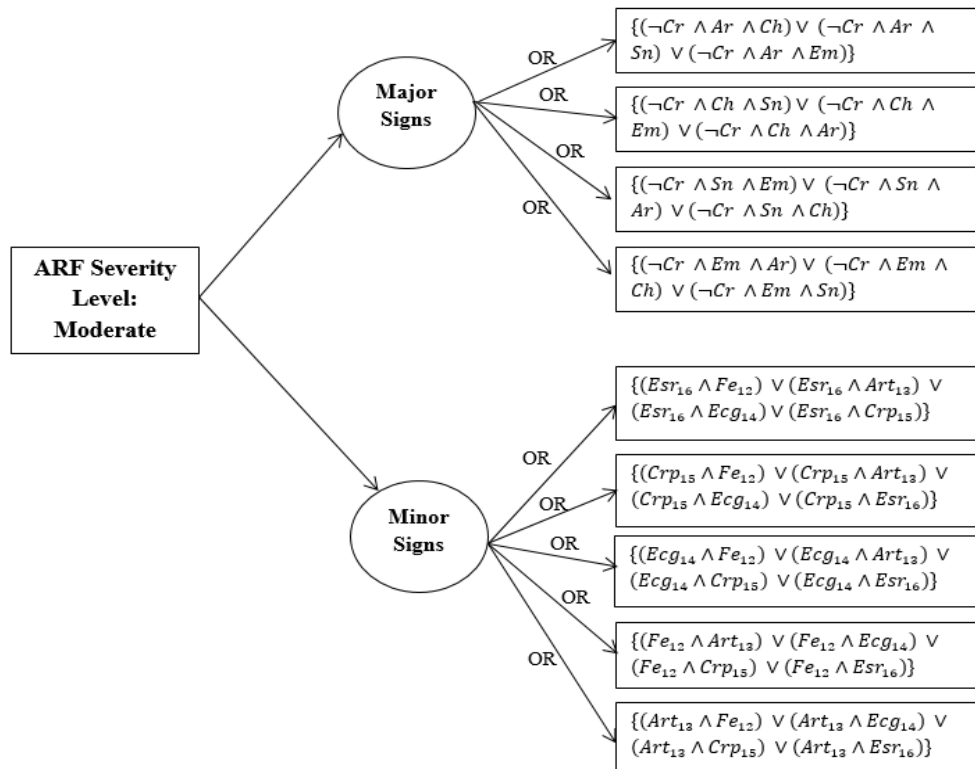 ARF Severity
Level:
Moderate
Major
Signs
OR
OR
OR
OR
{(¬Cr ∧ Ar ∧ Ch) ∨ (¬Cr ∧ Ar ∧
Sn) ∨ (¬Cr ∧ Ar ∧ Em)}
{(¬Cr ∧ Ch ∧ Sn) ∨ (¬Cr ∧ Ch ∧
Em) ∨ (¬Cr ∧ Ch ∧ Ar)}
{(¬Cr ∧ Sn ∧ Em) ∨ (¬Cr ∧ Sn ∧
Ar) ∨ (¬Cr ∧ Sn ∧ Ch)}
{(¬Cr ∧ Em ∧ Ar) ∨ (¬Cr ∧ Em ∧
Ch) ∨ (¬Cr ∧ Em ∧ Sn)}
Minor
Signs
OR
OR
OR
OR
OR
{(Esr₁₆ ∧ Fe₁₂) ∨ (Esr₁₆ ∧ Art₁₃) ∨
(Esr₁₆ ∧ Ecg₁₄) ∨ (Esr₁₆ ∧ Crp₁₅)}
{(Crp₁₅ ∧ Fe₁₂) ∨ (Crp₁₅ ∧ Art₁₃) ∨
(Crp₁₅ ∧ Ecg₁₄) ∨ (Crp₁₅ ∧ Esr₁₆)}
{(Ecg₁₄ ∧ Fe₁₂) ∨ (Ecg₁₄ ∧ Art₁₃) ∨
(Ecg₁₄ ∧ Crp₁₅) ∨ (Ecg₁₄ ∧ Esr₁₆)}
{(Fe₁₂ ∧ Art₁₃) ∨ (Fe₁₂ ∧ Ecg₁₄) ∨
(Fe₁₂ ∧ Crp₁₅) ∨ (Fe₁₂ ∧ Esr₁₆)}
{(Art₁₃ ∧ Fe₁₂) ∨ (Art₁₃ ∧ Ecg₁₄) ∨
(Art₁₃ ∧ Crp₁₅) ∨ (Art₁₃ ∧ Esr₁₆)}